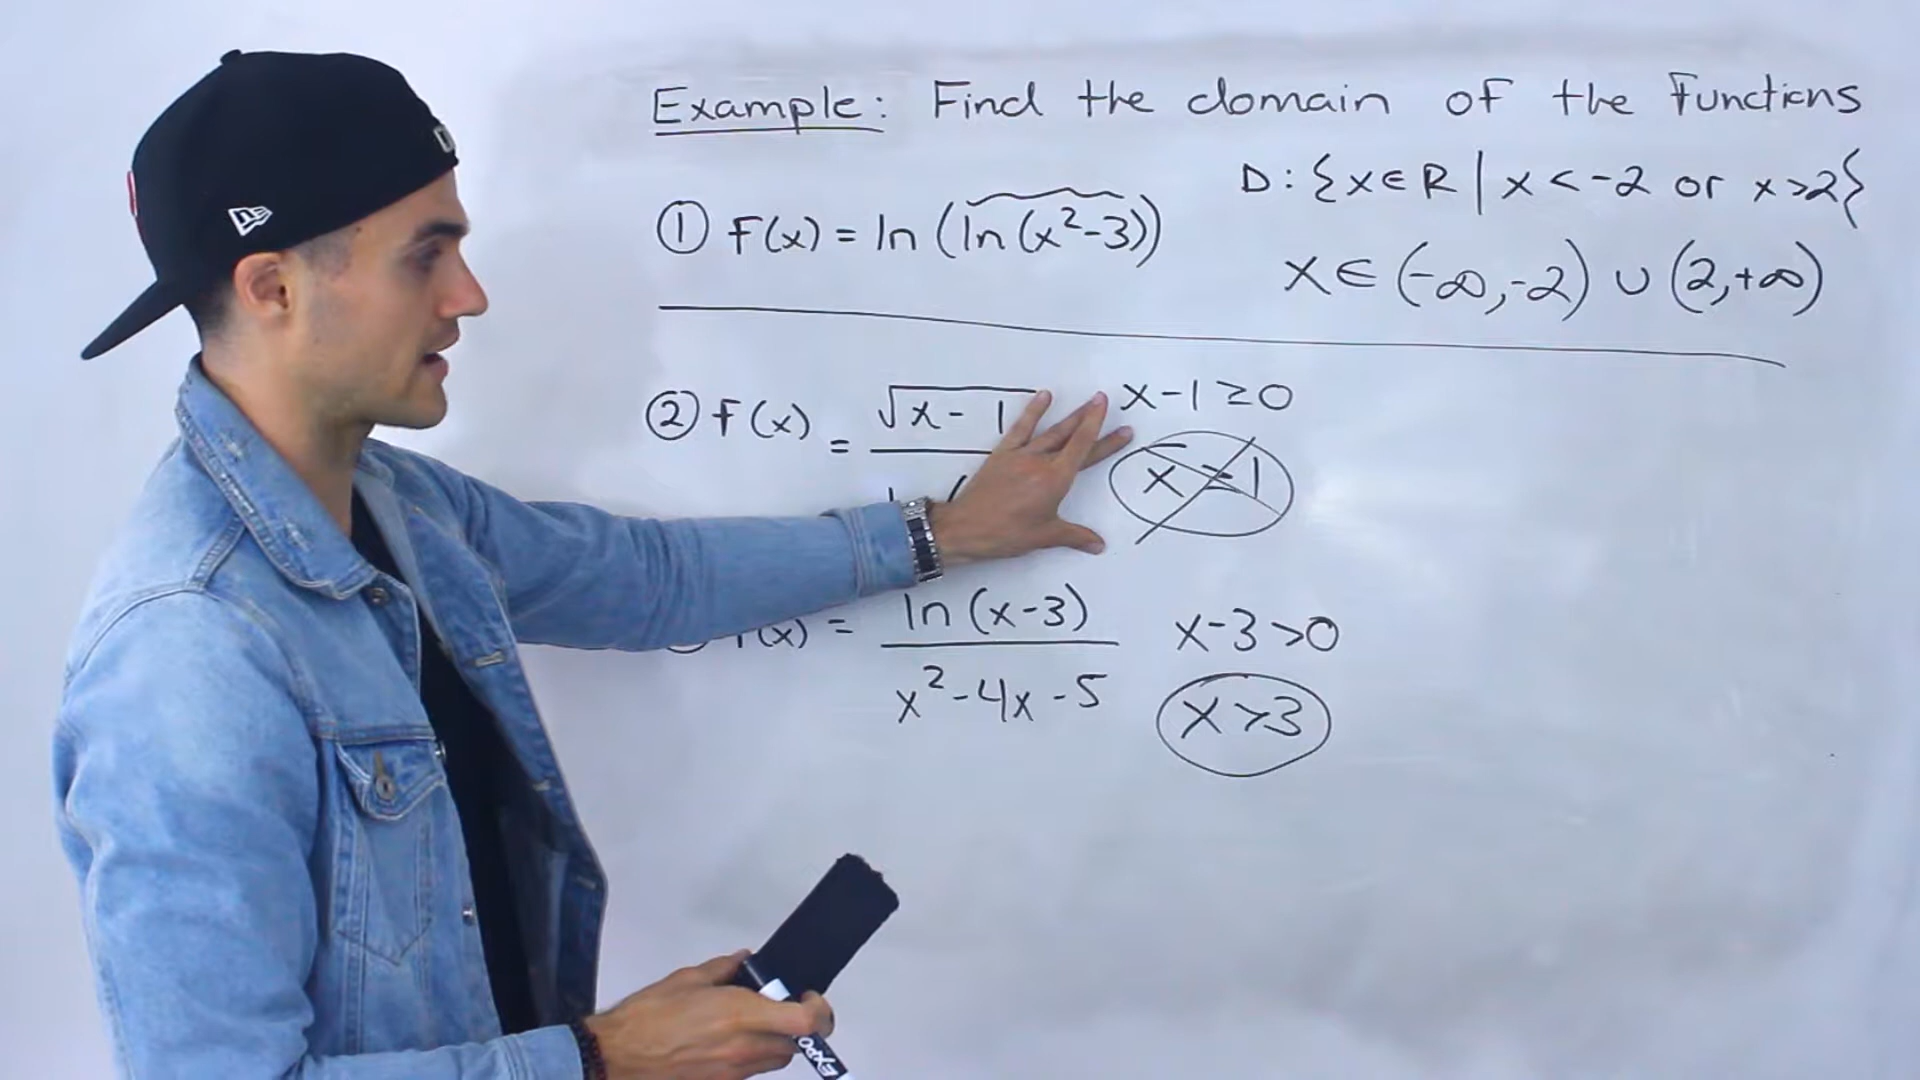 Example: Find the domain of the functions
D: {x∈R | x < -2 or x>2}
① f(x) = ln (ln (x²-3))
x∈ (-∞,-2) ∪ (2,+∞)
② f(x) = √x-1
x-1≥0
x ≥ 1
f(x) = ln (x-3) / x²-4x-5
x-3>0
x>3
EXPO